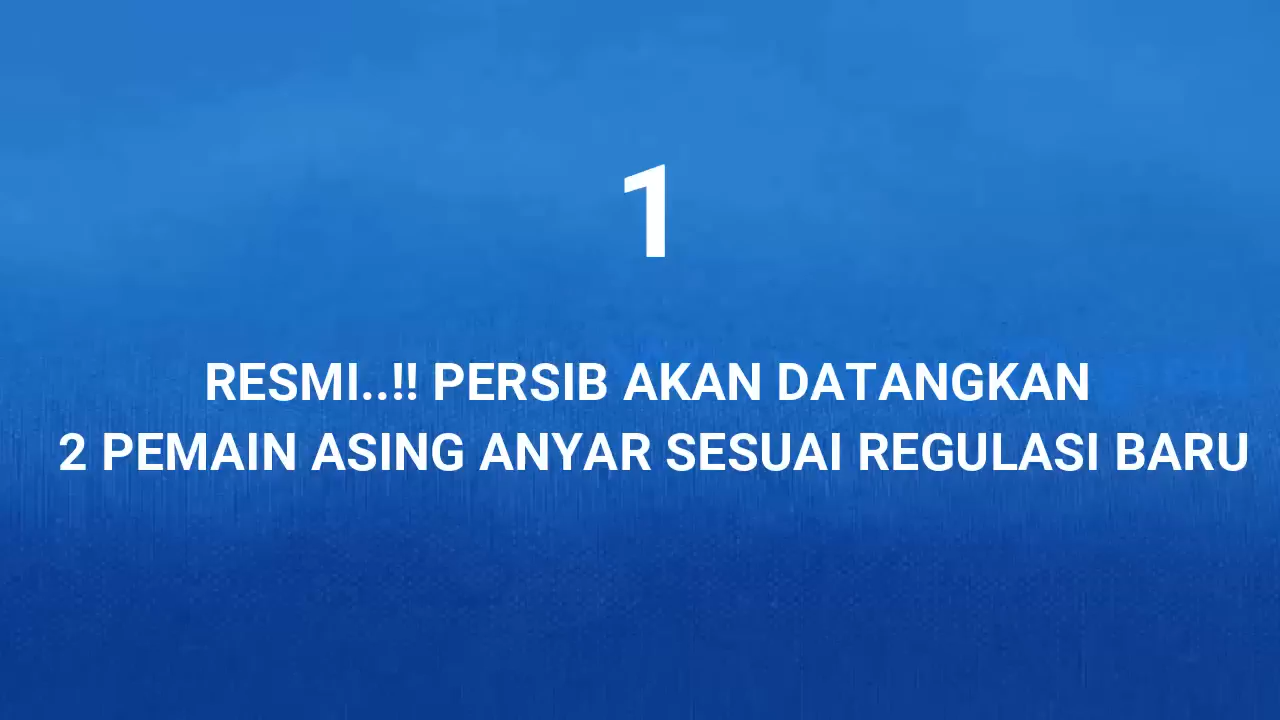 1
RESMI..!! PERSIB AKAN DATANGKAN
2 PEMAIN ASING ANYAR SESUAI REGULASI BARU